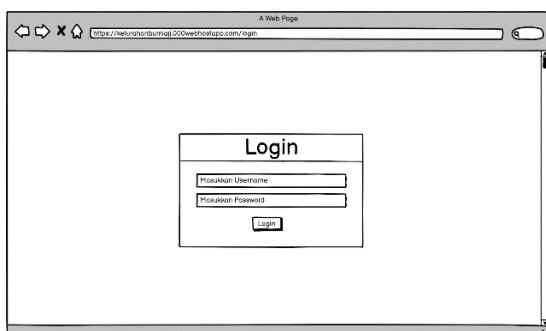 A Web Page
https://kelurahanbumiaji.000webhostapp.com/login
Login
Masukkan Username
Masukkan Password
Login